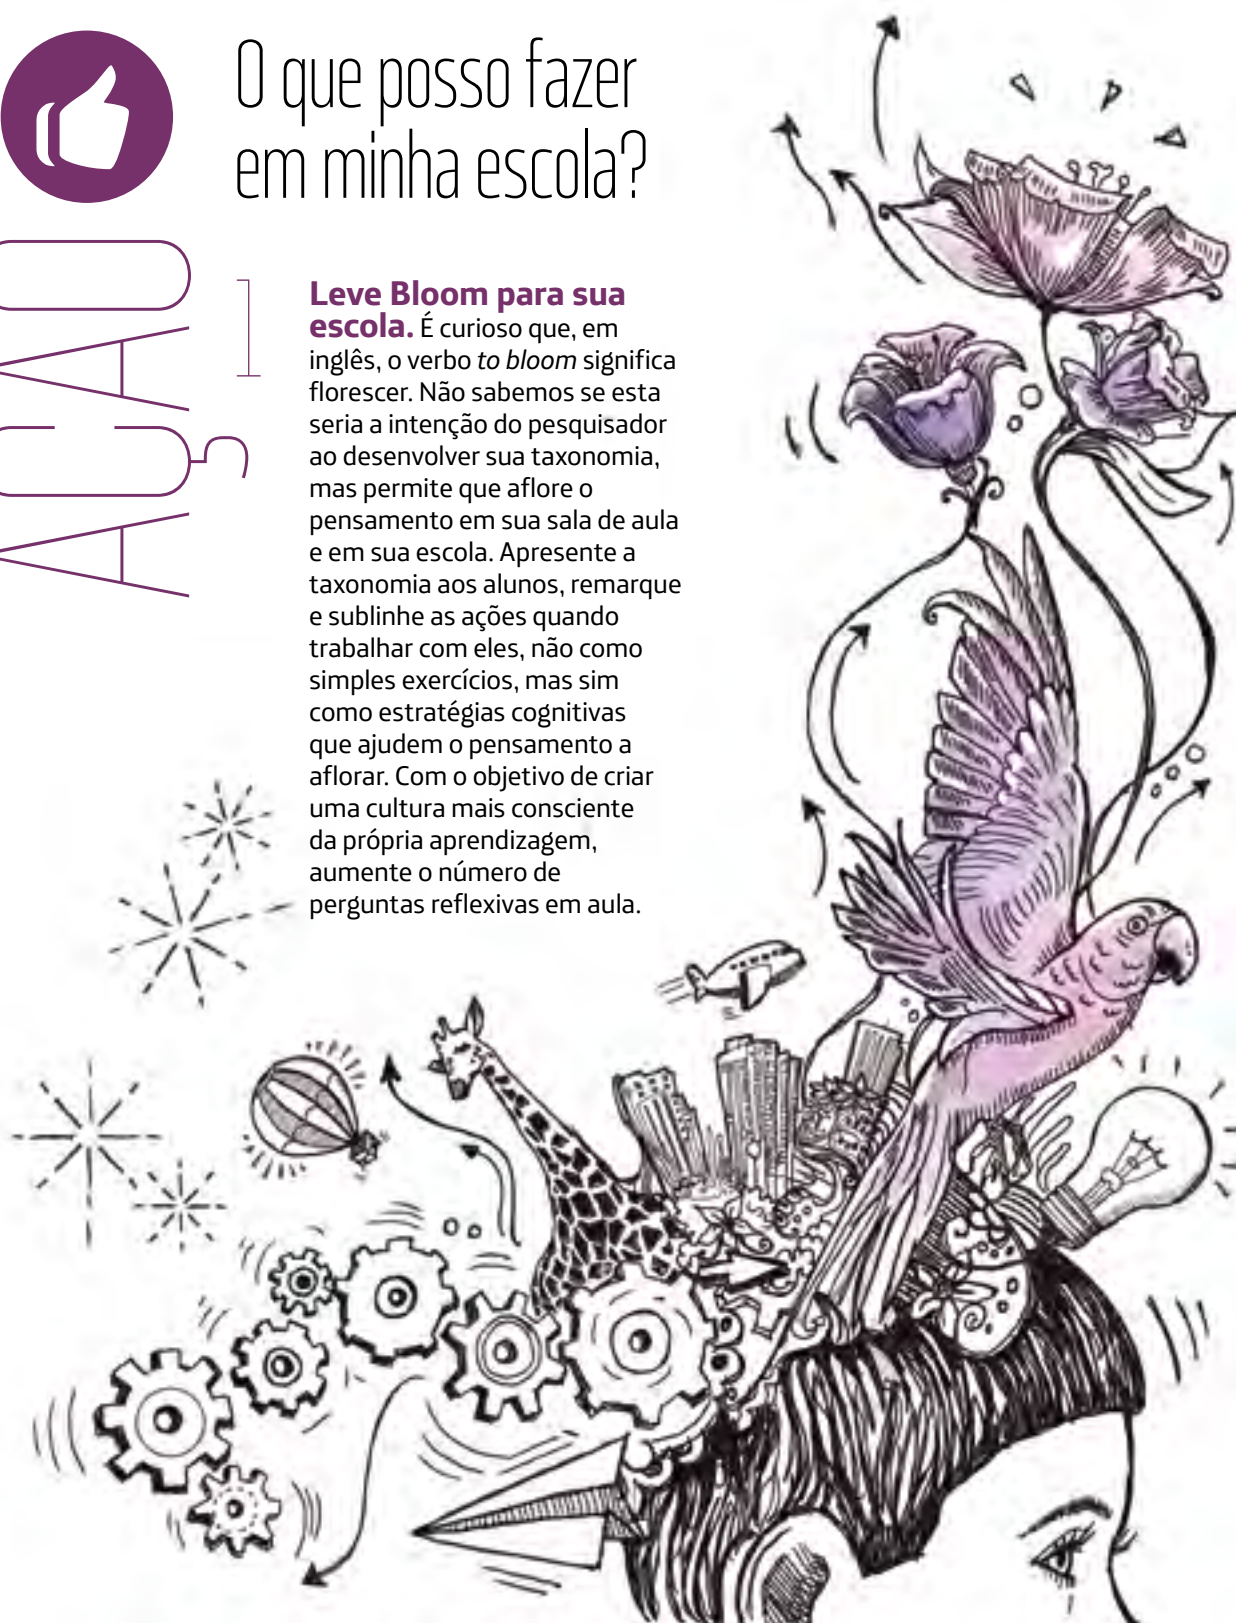 O que posso fazer
em minha escola?
AÇÃO
1
Leve Bloom para sua
escola. É curioso que, em
inglês, o verbo to bloom significa
florescer. Não sabemos se esta
seria a intenção do pesquisador
ao desenvolver sua taxonomia,
mas permite que aflore o
pensamento em sua sala de aula
e em sua escola. Apresente a
taxonomia aos alunos, remarque
e sublinhe as ações quando
trabalhar com eles, não como
simples exercícios, mas sim
como estratégias cognitivas
que ajudem o pensamento a
aflorar. Com o objetivo de criar
uma cultura mais consciente
da própria aprendizagem,
aumente o número de
perguntas reflexivas em aula.